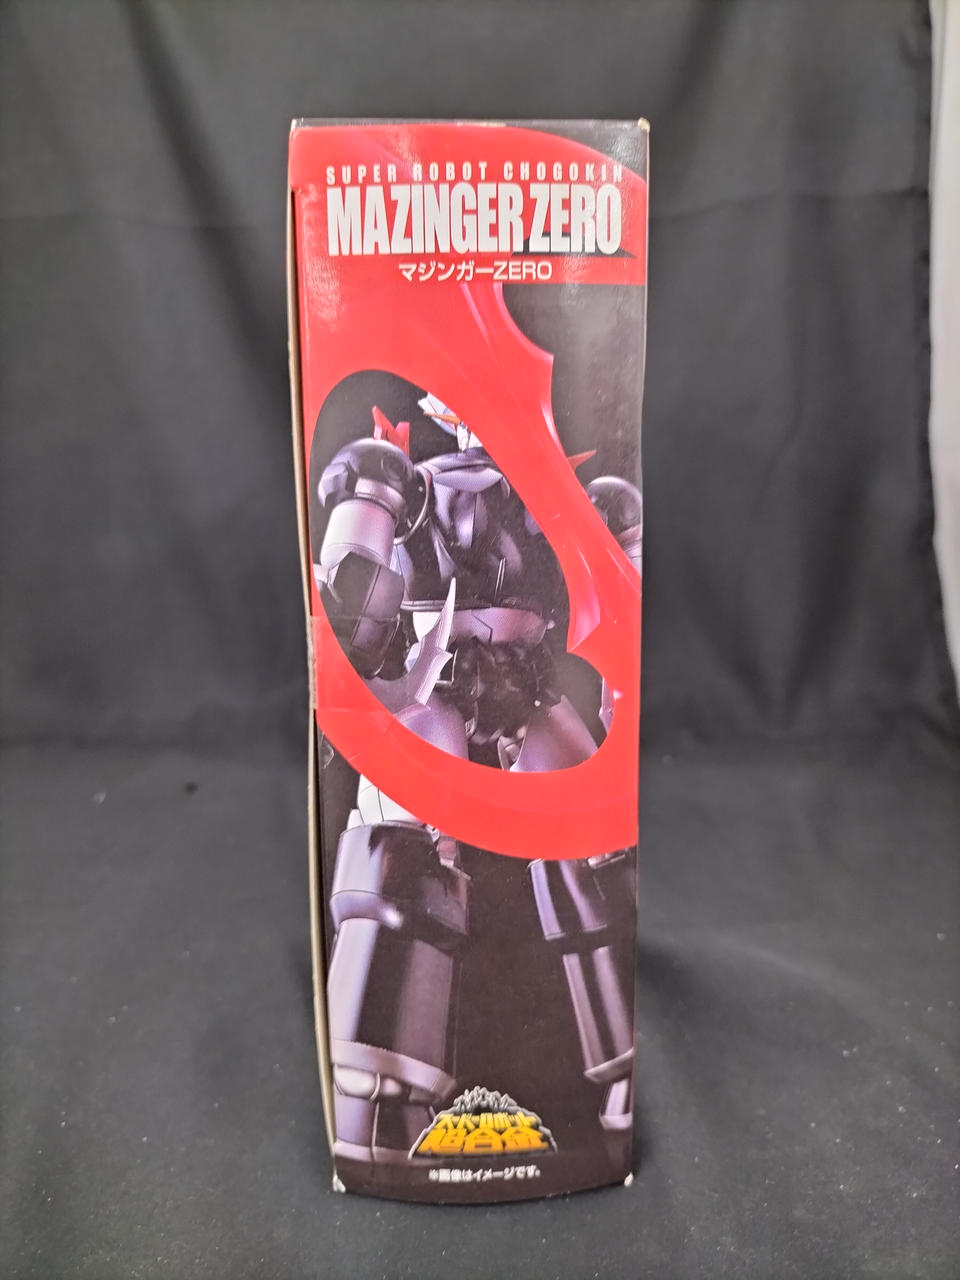 SUPER ROBOT CHOGOKIN
MAZINGER ZERO
マジンガーZERO
スーパーロボット
超合金
※画像はイメージです。